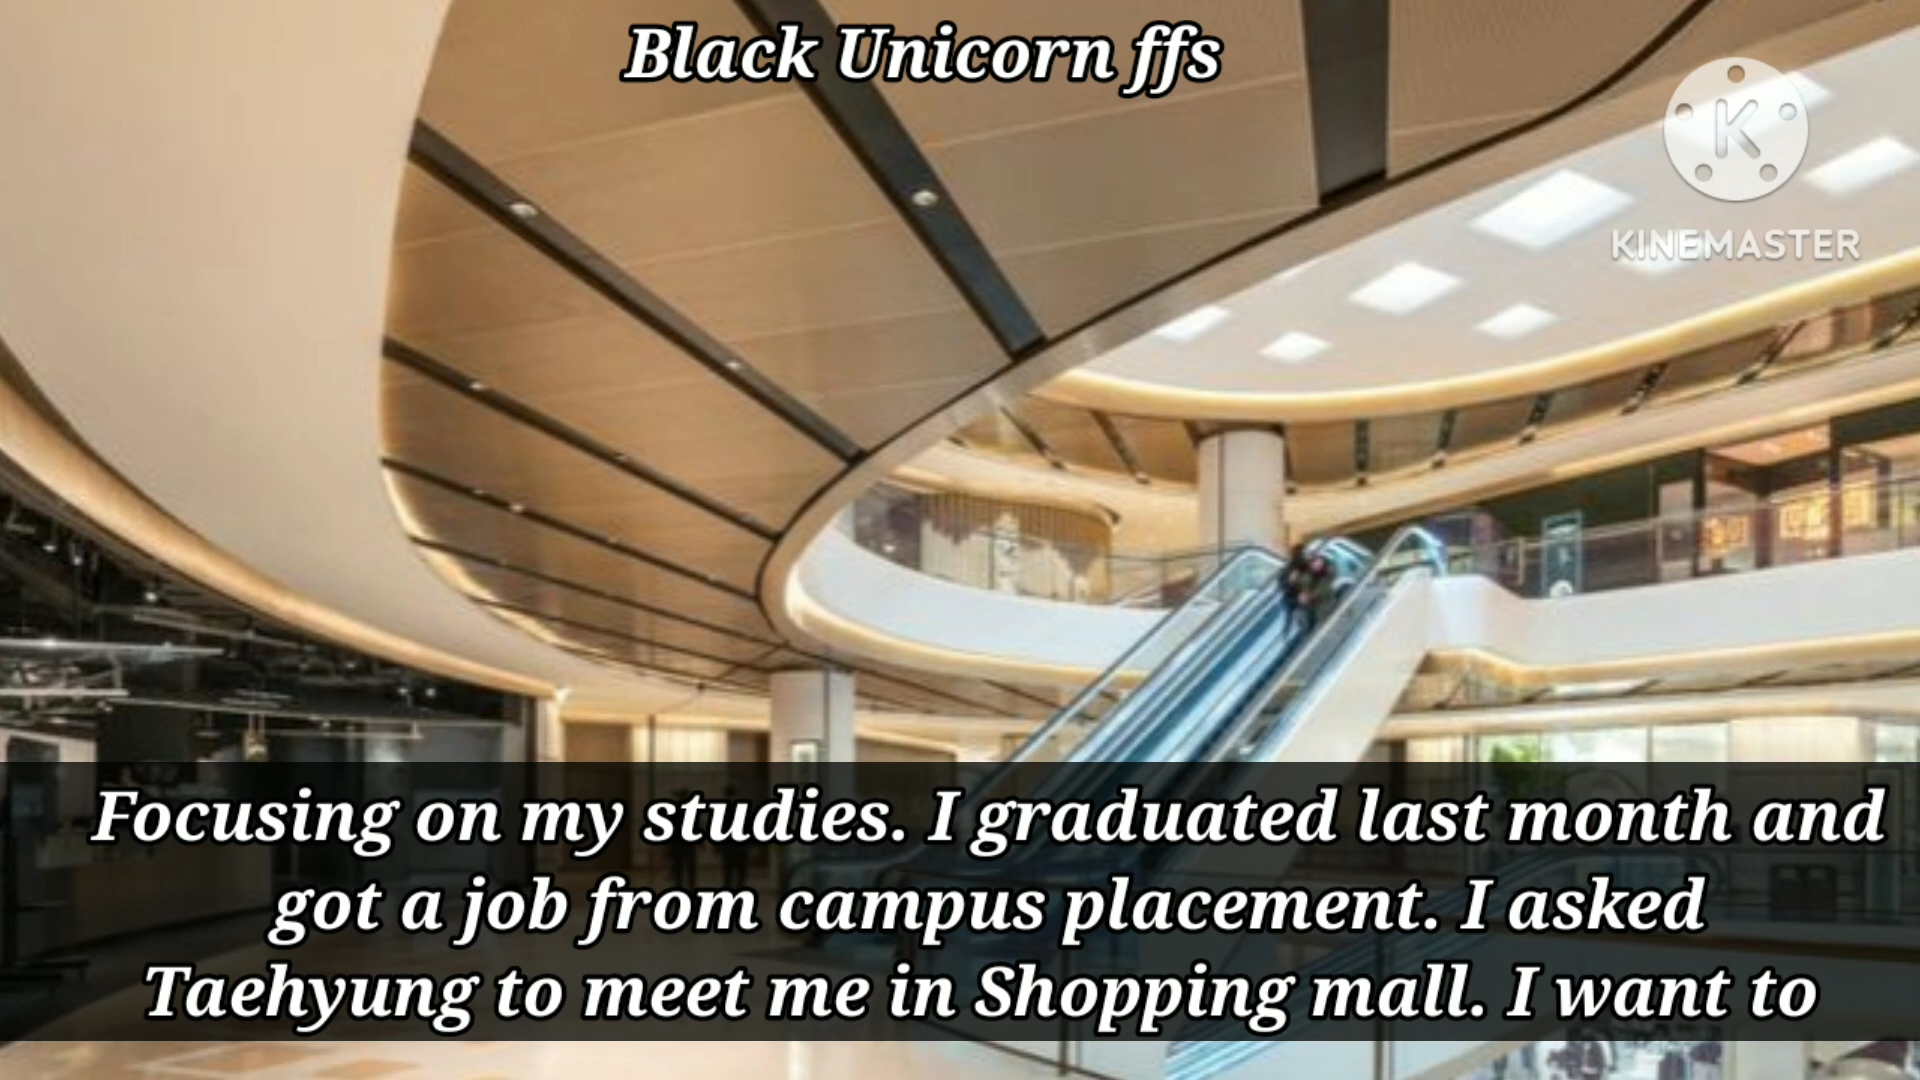 Black Unicorn ffs
K
KINEMASTER
Focusing on my studies. I graduated last month and
got a job from campus placement. I asked
Taehyung to meet me in Shopping mall. I want to